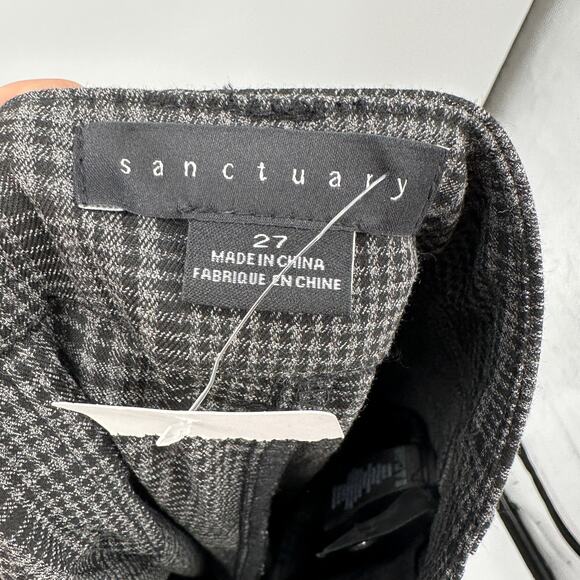 sanctuary
27
MADE IN CHINA
FABRIQUE EN CHINE